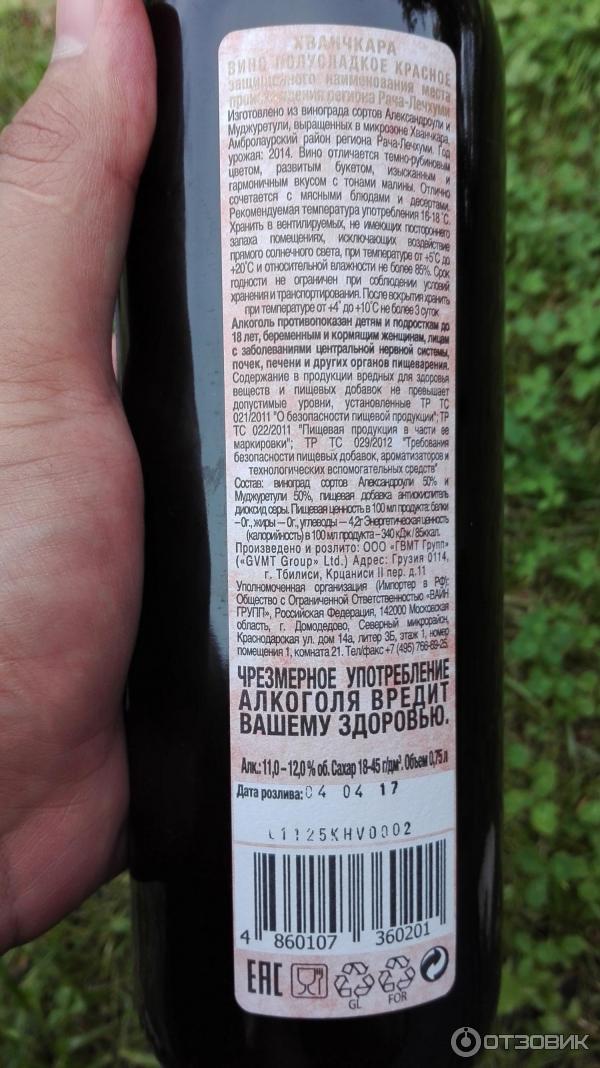 ХВАНЧКАРА
ВИНО ПОЛУСЛАДКОЕ КРАСНОЕ
защищенного наименования места
происхождения региона Рача-Лечхуми
Изготовлено из винограда сортов Александроули и
Муджуретули, выращенных в микрозоне Хванчкара,
Амбролаурский район региона Рача-Лечхуми. Год
урожая: 2014. Вино отличается темно-рубиновым
цветом, развитым букетом, изысканным и
гармоничным вкусом с тонами малины. Отлично
сочетается с мясными блюдами и десертами.
Рекомендуемая температура употребления 16-18˚С.
Хранить в вентилируемых, не имеющих постороннего
запаха помещениях, исключающих воздействие
прямого солнечного света, при температуре от +5˚С до
+20˚С и относительной влажности не более 85%. Срок
годности не ограничен при соблюдении условий
хранения и транспортирования. После вскрытия хранить
при температуре от +4˚ до +10˚С не более 3 суток
Алкоголь противопоказан детям и подросткам до
18 лет, беременным и кормящим женщинам, лицам
с заболеваниями центральной нервной системы,
почек, печени и других органов пищеварения.
Содержание в продукции вредных для здоровья
веществ и пищевых добавок не превышает
допустимые уровни, установленные ТР ТС
021/2011 "О безопасности пищевой продукции"; ТР
ТС 022/2011 "Пищевая продукция в части ее
маркировки"; ТР ТС 029/2012 "Требования
безопасности пищевых добавок, ароматизаторов и
технологических вспомогательных средств"
Состав: виноград сортов Александроули 50% и
Муджуретули 50%, пищевая добавка антиокислитель
диоксид серы. Пищевая ценность в 100 мл продукта: белки
–0г., жиры — 0г., углеводы — 4,2г Энергетическая ценность
(калорийность) в 100 мл продукта – 340 кДж / 85ккал.
Произведено и розлито: ООО «ГВМТ Групп»
(«GVMT Group» Ltd.) Адрес: Грузия 0114,
г. Тбилиси, Крцаниси II пер. д.11
Уполномоченная организация (Импортер в РФ):
Общество с Ограниченной Ответственностью «ВАЙН
ГРУПП», Российская Федерация, 142000 Московская
область, г. Домодедово, Северный микрорайон,
Краснодарская ул. дом 14а, литер 3Б, этаж 1, номер
помещения 1, комната 21. Тел/факс +7 (495) 766-69-25.
ЧРЕЗМЕРНОЕ УПОТРЕБЛЕНИЕ
АЛКОГОЛЯ ВРЕДИТ
ВАШЕМУ ЗДОРОВЬЮ.
Алк.: 11,0–12,0 % об. Сахар 18-45 г/дм³. Объем 0,75 л
Дата розлива: 04 04 17
L1125KHV0002
4 860107 360201
EAC
GL
FOR
ОТЗОВИК